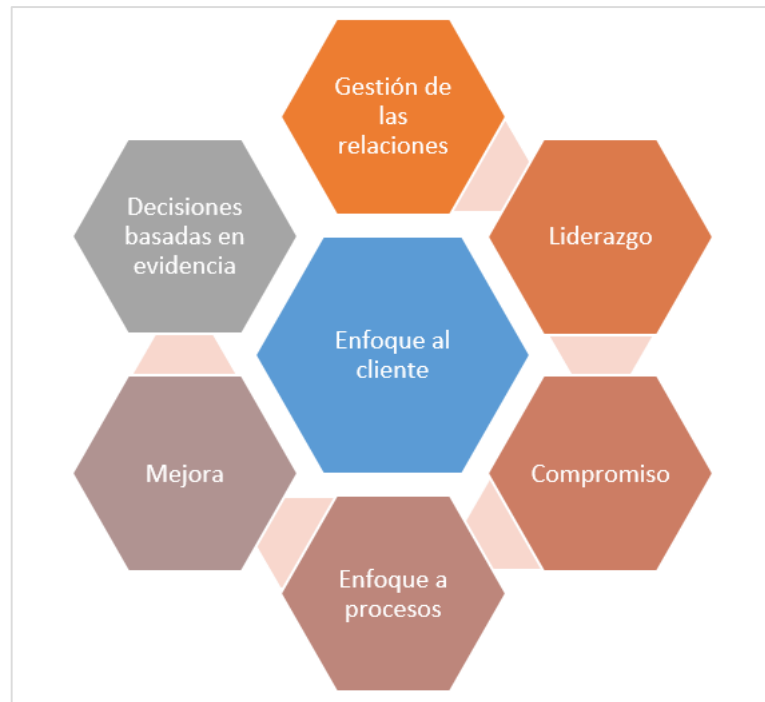 Gestión de
las
relaciones
Liderazgo
Compromiso
Enfoque a
procesos
Mejora
Decisiones
basadas en
evidencia
Enfoque al
cliente